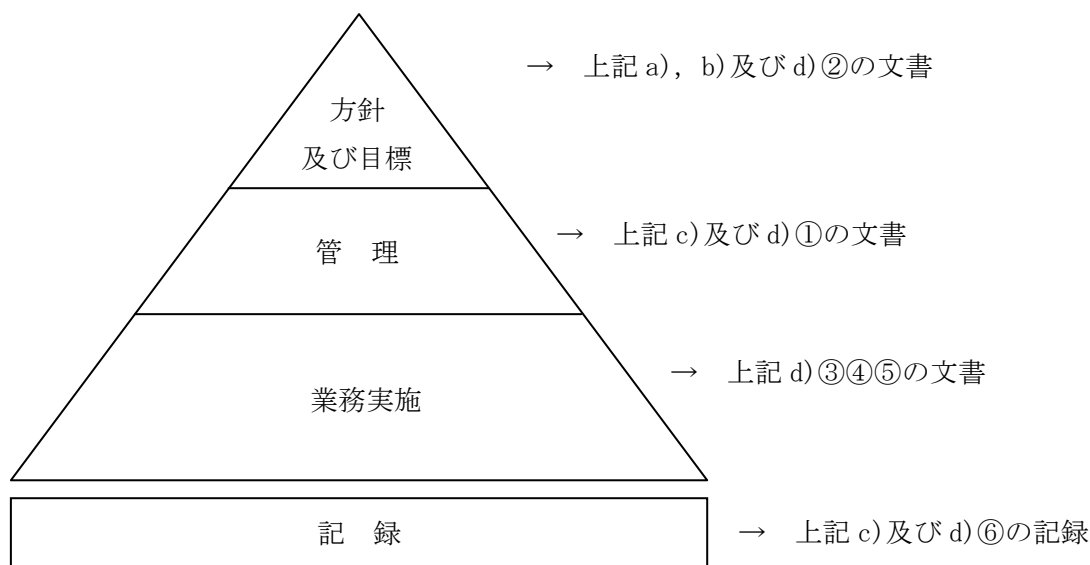 → 上記 a), b)及び d)②の文書
方針
及び目標
→ 上記 c)及び d)①の文書
管 理
→ 上記 d)③④⑤の文書
業務実施
記 録
→ 上記 c)及び d)⑥の記録